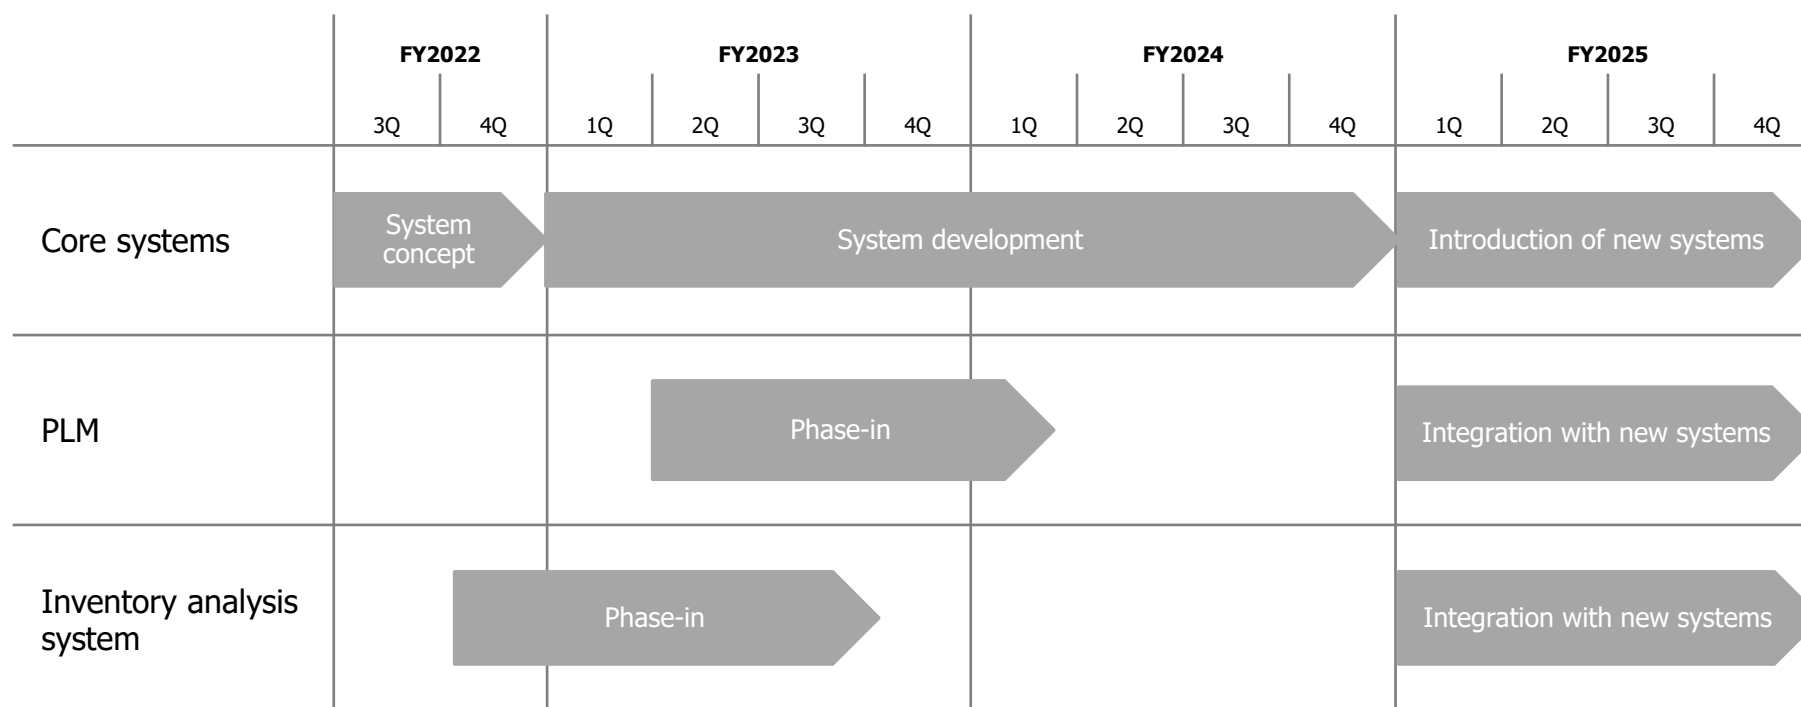 FY2022 FY2023 FY2024 FY2025
3Q 4Q 1Q 2Q 3Q 4Q 1Q 2Q 3Q 4Q 1Q 2Q 3Q 4Q
Core systems
System
concept
System development
Introduction of new systems
PLM
Phase-in
Integration with new systems
Inventory analysis
system
Phase-in
Integration with new systems